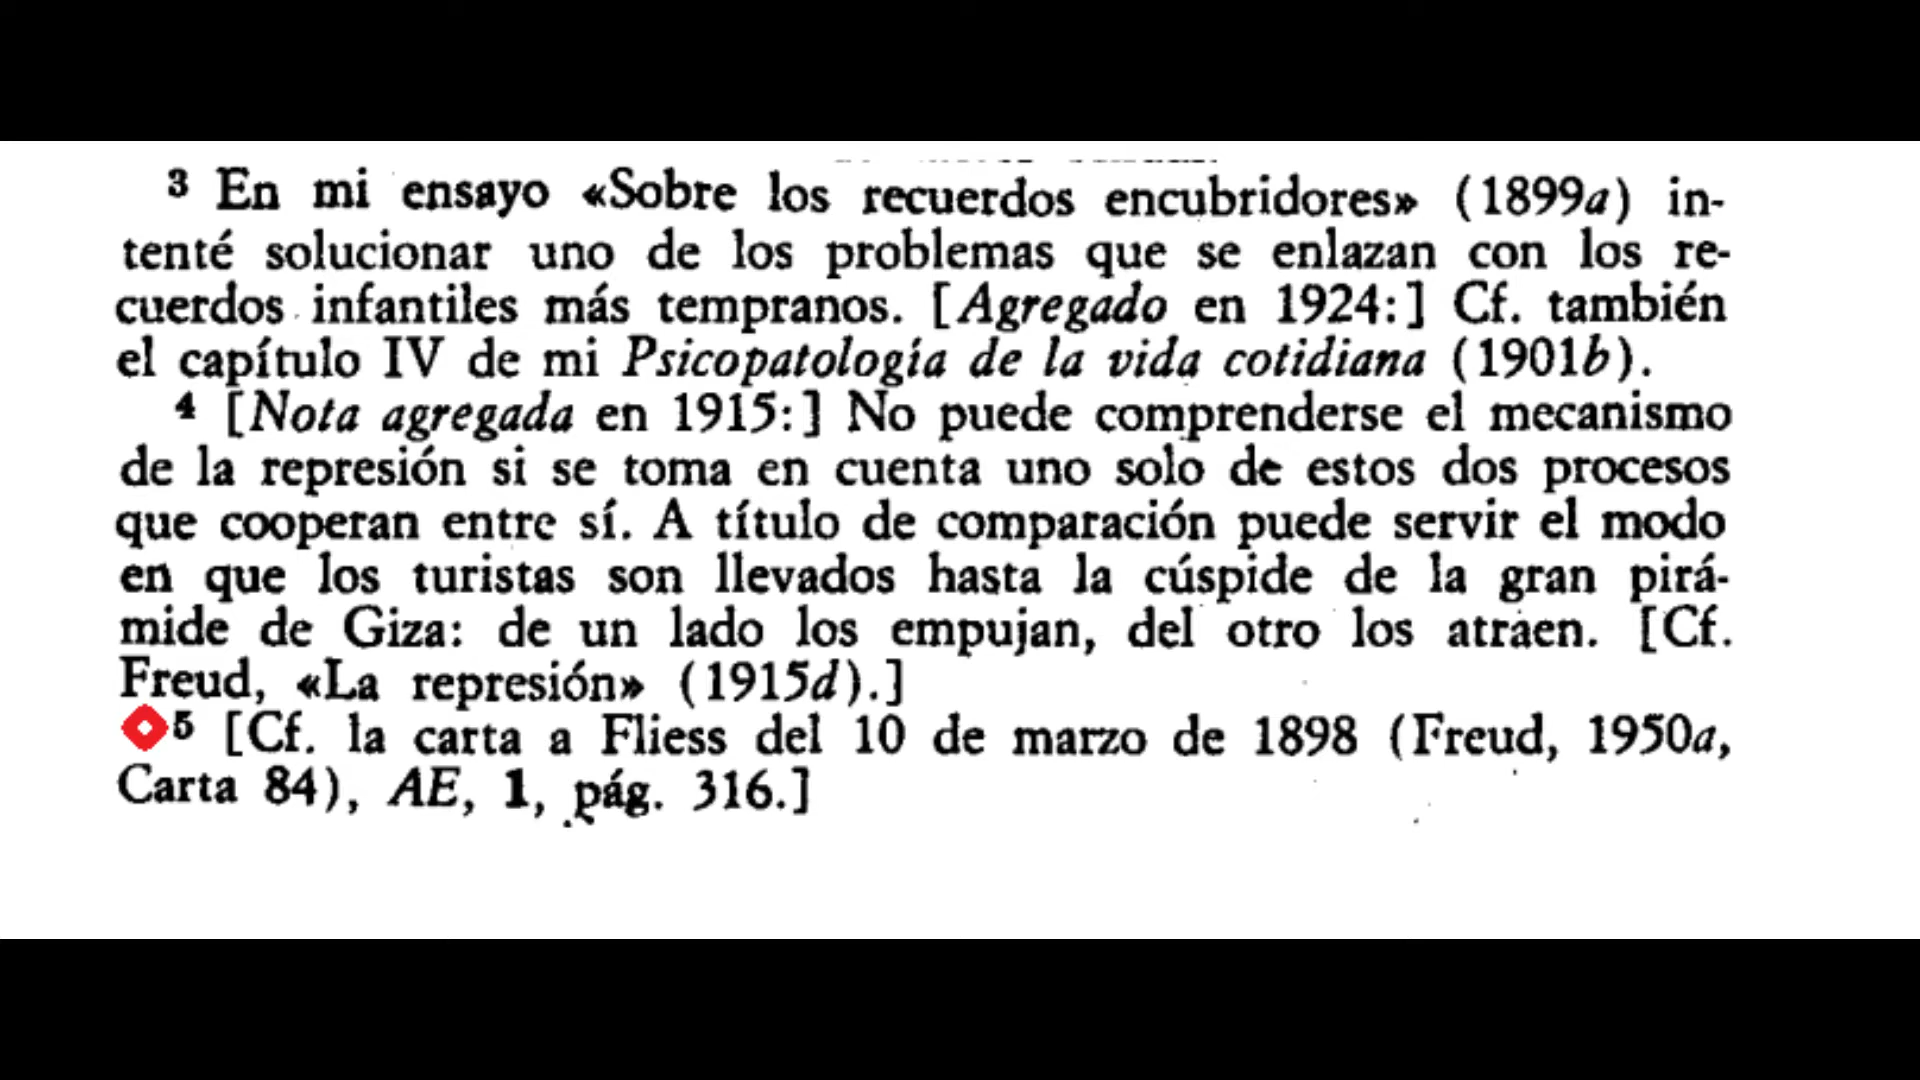 3 En mi ensayo «Sobre los recuerdos encubridores» (1899a) in-
tenté solucionar uno de los problemas que se enlazan con los re-
cuerdos infantiles más tempranos. [Agregado en 1924:] Cf. también
el capítulo IV de mi Psicopatología de la vida cotidiana (1901b).
4 [Nota agregada en 1915:] No puede comprenderse el mecanismo
de la represión si se toma en cuenta uno solo de estos dos procesos
que cooperan entre sí. A título de comparación puede servir el modo
en que los turistas son llevados hasta la cúspide de la gran pirá-
mide de Giza: de un lado los empujan, del otro los atraen. [Cf.
Freud, «La represión» (1915d).]
5 [Cf. la carta a Fliess del 10 de marzo de 1898 (Freud, 1950a,
Carta 84), AE, 1, pág. 316.]